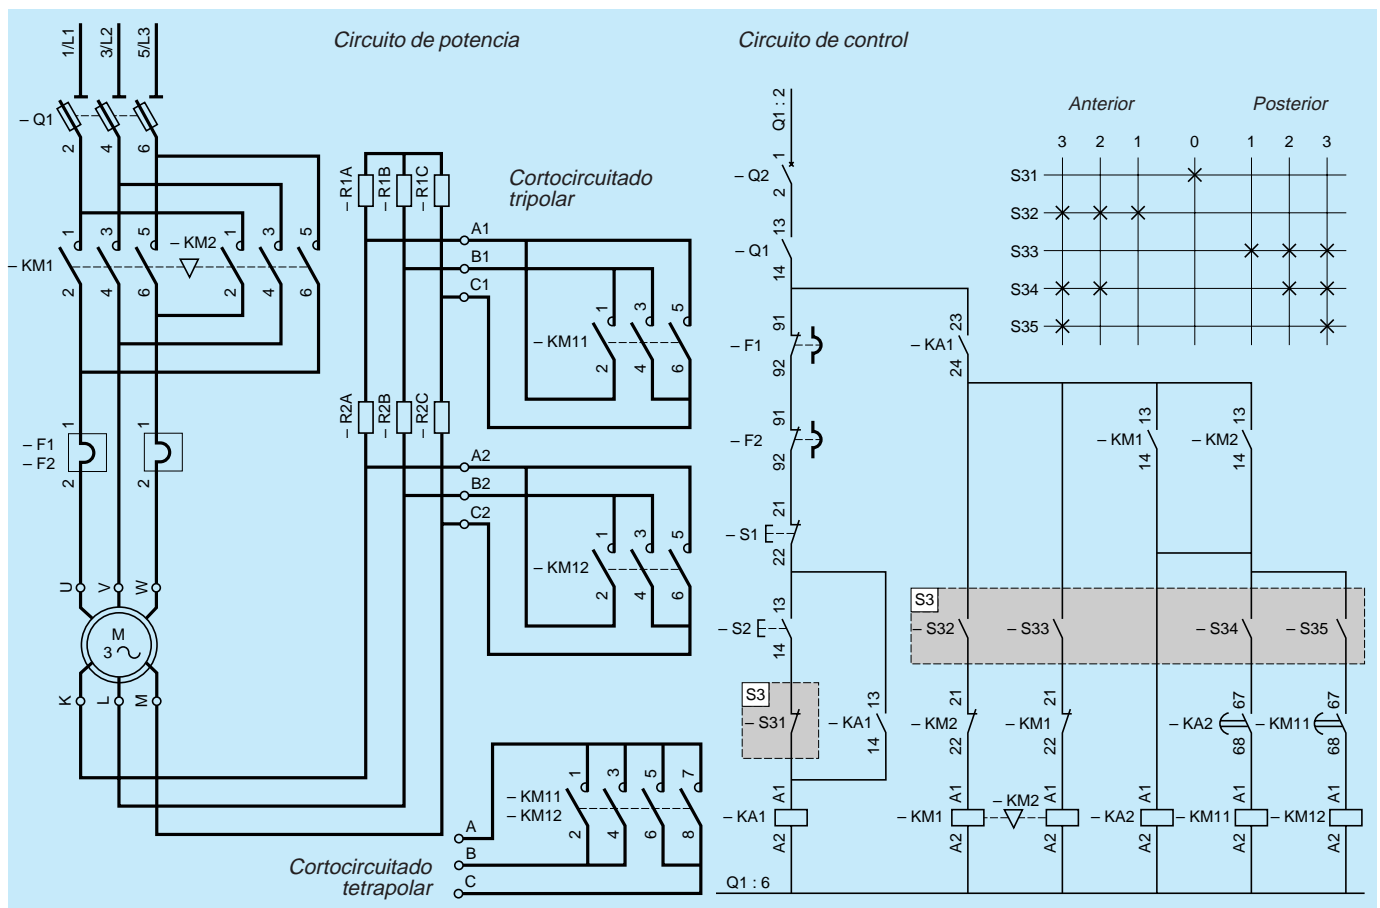 Circuito de potencia
Circuito de control
1/L1 3/L2 5/L3
– Q1
2 4 6
1 3 5
– KM2
1 3 5
– KM1
2 4 6
2 4 6
1 1
– F1
– F2
2 2
U V W
M
3
K L M
– R1A – R1B – R1C
Cortocircuitado
tripolar
A1
B1
C1
1 3 5
– KM11
2 4 6
– R2A – R2B – R2C
A2
B2
C2
1 3 5
– KM12
2 4 6
1 3 5 7
– KM11
– KM12
2 4 6 8
A
B
C
Cortocircuitado
tetrapolar
Q1 : 2
1
– Q2
2
13
– Q1
14
91
– F1
92
91
– F2
92
21
– S1
22
13
– S2
14
S3
– S31
13
– KA1
14
A1
– KA1
A2
Q1 : 6
23
– KA1
24
13
– KM1
14
13
– KM2
14
S3
– S32 – S33 – S34 – S35
21
– KM2
22
21
– KM1
22
67
– KA2
68
67
– KM11
68
A1
– KM1
A2
– KM2
A1
A2
A1
– KA2
A2
A1
– KM11
A2
A1
– KM12
A2
Anterior Posterior
3 2 1 0 1 2 3
S31
S32
S33
S34
S35